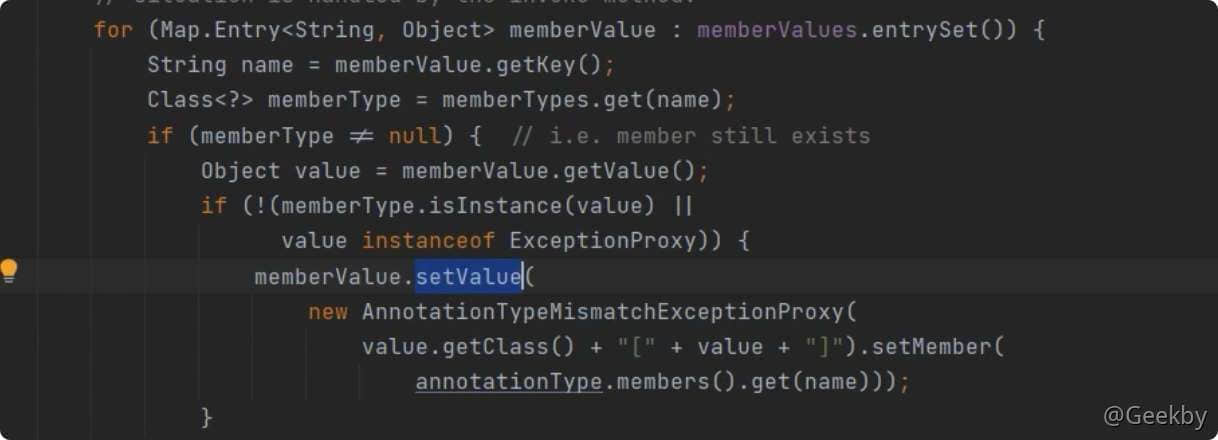 // situation is handled by the invoke method.
for (Map.Entry<String, Object> memberValue : memberValues.entrySet()) {
String name = memberValue.getKey();
Class<?> memberType = memberTypes.get(name);
if (memberType ≠ null) {  // i.e. member still exists
Object value = memberValue.getValue();
if (!(memberType.isInstance(value) ||
value instanceof ExceptionProxy)) {
memberValue.setValue(
new AnnotationTypeMismatchExceptionProxy(
value.getClass() + "[" + value + "]").setMember(
annotationType.members().get(name)));
}
@Geekby